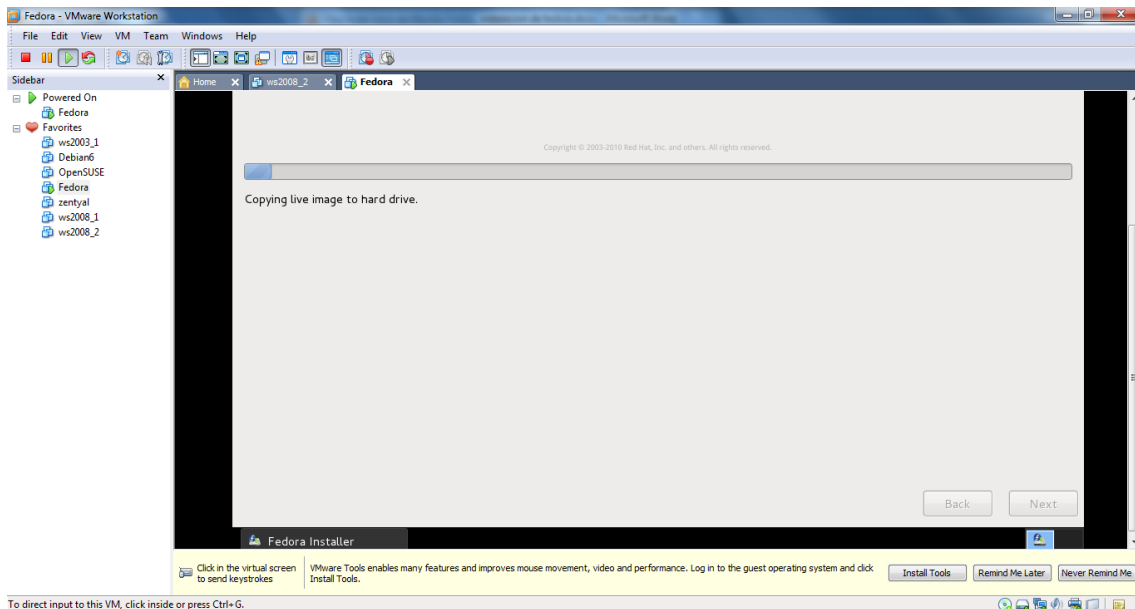 Fedora - VMware Workstation
File Edit View VM Team Windows Help
Sidebar ×
Powered On
Fedora
Favorites
ws2003_1
Debian6
OpenSUSE
Fedora
zentyal
ws2008_1
ws2008_2
Home ws2008_2 Fedora
Copyright © 2003-2010 Red Hat, Inc. and others. All rights reserved.
Copying live image to hard drive.
Back Next
Fedora Installer
Click in the virtual screen
to send keystrokes
VMware Tools enables many features and improves mouse movement, video and performance. Log in to the guest operating system and click
Install Tools.
Install Tools Remind Me Later Never Remind Me
To direct input to this VM, click inside or press Ctrl+G.